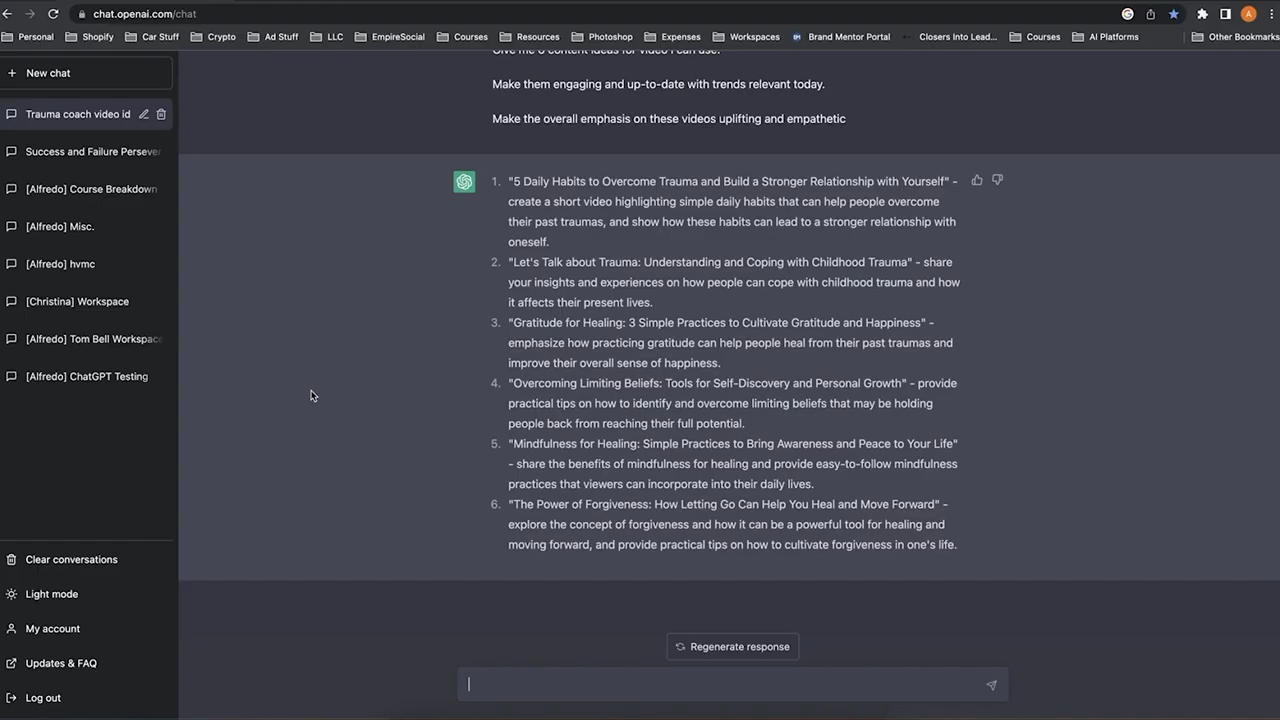 chat.openai.com/chat
A
Personal Shopify Car Stuff Crypto Ad Stuff LLC EmpireSocial Courses Resources Photoshop Expenses Workspaces Brand Mentor Portal Closers Into Lead... Courses AI Platforms Other Bookmarks
New chat
Trauma coach video id
Success and Failure Persever
[Alfredo] Course Breakdown
[Alfredo] Misc.
[Alfredo] hvmc
[Christina] Workspace
[Alfredo] Tom Bell Workspace
[Alfredo] ChatGPT Testing
Clear conversations
Light mode
My account
Updates & FAQ
Log out
Give me 6 content ideas for video I can use.
Make them engaging and up-to-date with trends relevant today.
Make the overall emphasis on these videos uplifting and empathetic
1. "5 Daily Habits to Overcome Trauma and Build a Stronger Relationship with Yourself" -
create a short video highlighting simple daily habits that can help people overcome
their past traumas, and show how these habits can lead to a stronger relationship with
oneself.
2. "Let's Talk about Trauma: Understanding and Coping with Childhood Trauma" - share
your insights and experiences on how people can cope with childhood trauma and how
it affects their present lives.
3. "Gratitude for Healing: 3 Simple Practices to Cultivate Gratitude and Happiness" -
emphasize how practicing gratitude can help people heal from their past traumas and
improve their overall sense of happiness.
4. "Overcoming Limiting Beliefs: Tools for Self-Discovery and Personal Growth" - provide
practical tips on how to identify and overcome limiting beliefs that may be holding
people back from reaching their full potential.
5. "Mindfulness for Healing: Simple Practices to Bring Awareness and Peace to Your Life"
- share the benefits of mindfulness for healing and provide easy-to-follow mindfulness
practices that viewers can incorporate into their daily lives.
6. "The Power of Forgiveness: How Letting Go Can Help You Heal and Move Forward" -
explore the concept of forgiveness and how it can be a powerful tool for healing and
moving forward, and provide practical tips on how to cultivate forgiveness in one's life.
Regenerate response